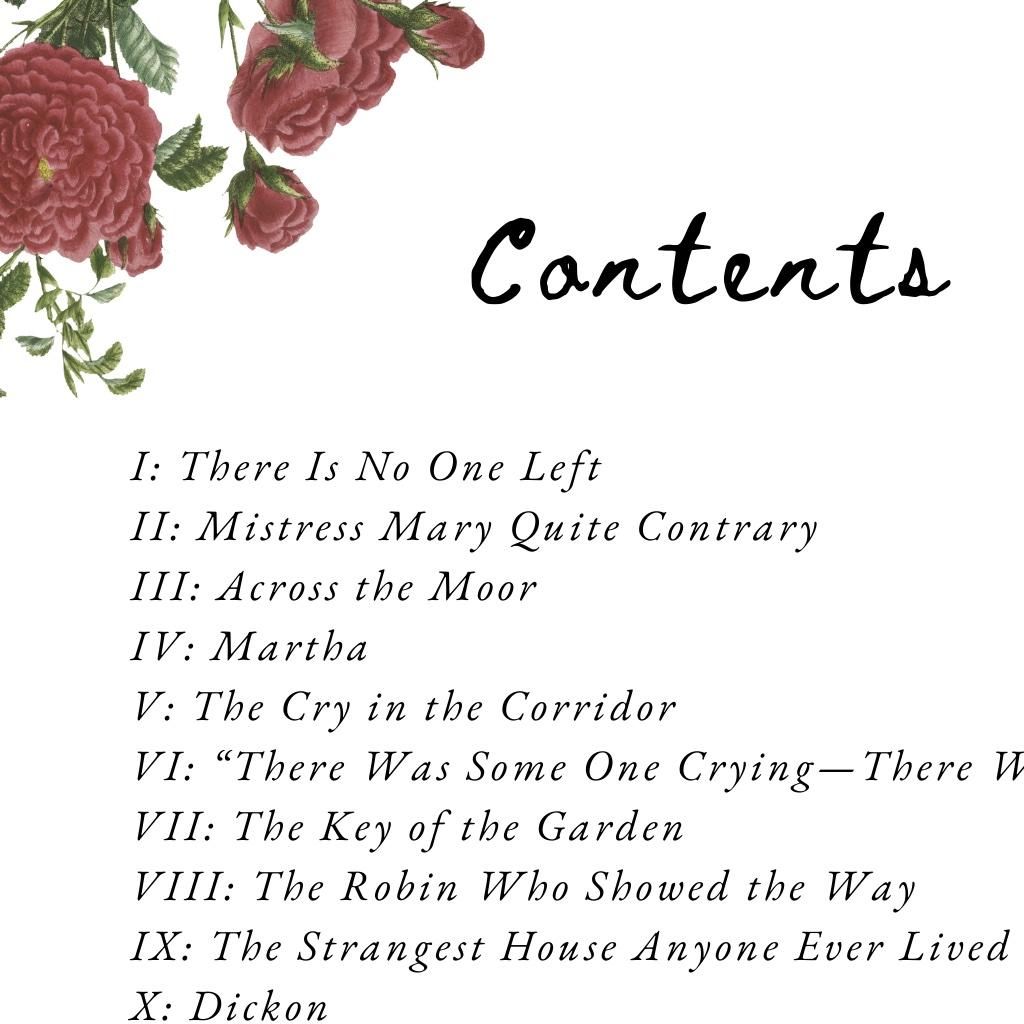 Contents
I: There Is No One Left
II: Mistress Mary Quite Contrary
III: Across the Moor
IV: Martha
V: The Cry in the Corridor
VI: “There Was Some One Crying—There W
VII: The Key of the Garden
VIII: The Robin Who Showed the Way
IX: The Strangest House Anyone Ever Lived
X: Dickon